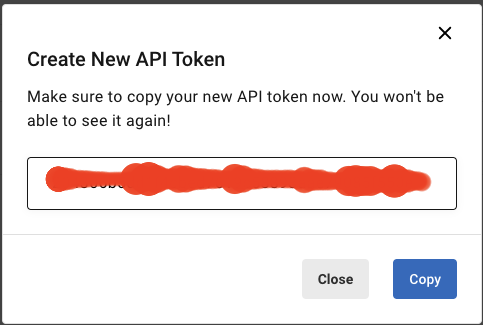 Create New API Token
Make sure to copy your new API token now. You won't be
able to see it again!
Close
Copy